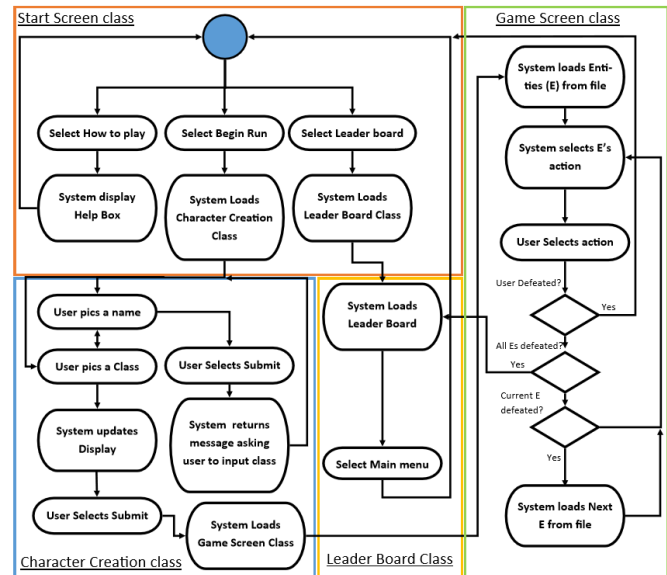 Start Screen class
Select How to play
Select Begin Run
Select Leader board
System display
Help Box
System Loads
Character Creation
Class
System Loads
Leader Board Class
Game Screen class
System loads Enti-
ties (E) from file
System selects E's
action
User Selects action
User Defeated?
Yes
All Es defeated?
Yes
Current E
defeated?
Yes
System loads Next
E from file
User pics a name
User pics a Class
User Selects Submit
System updates
Display
System returns
message asking
user to input class
User Selects Submit
System Loads
Game Screen Class
Character Creation class
System Loads
Leader Board
Select Main menu
Leader Board Class